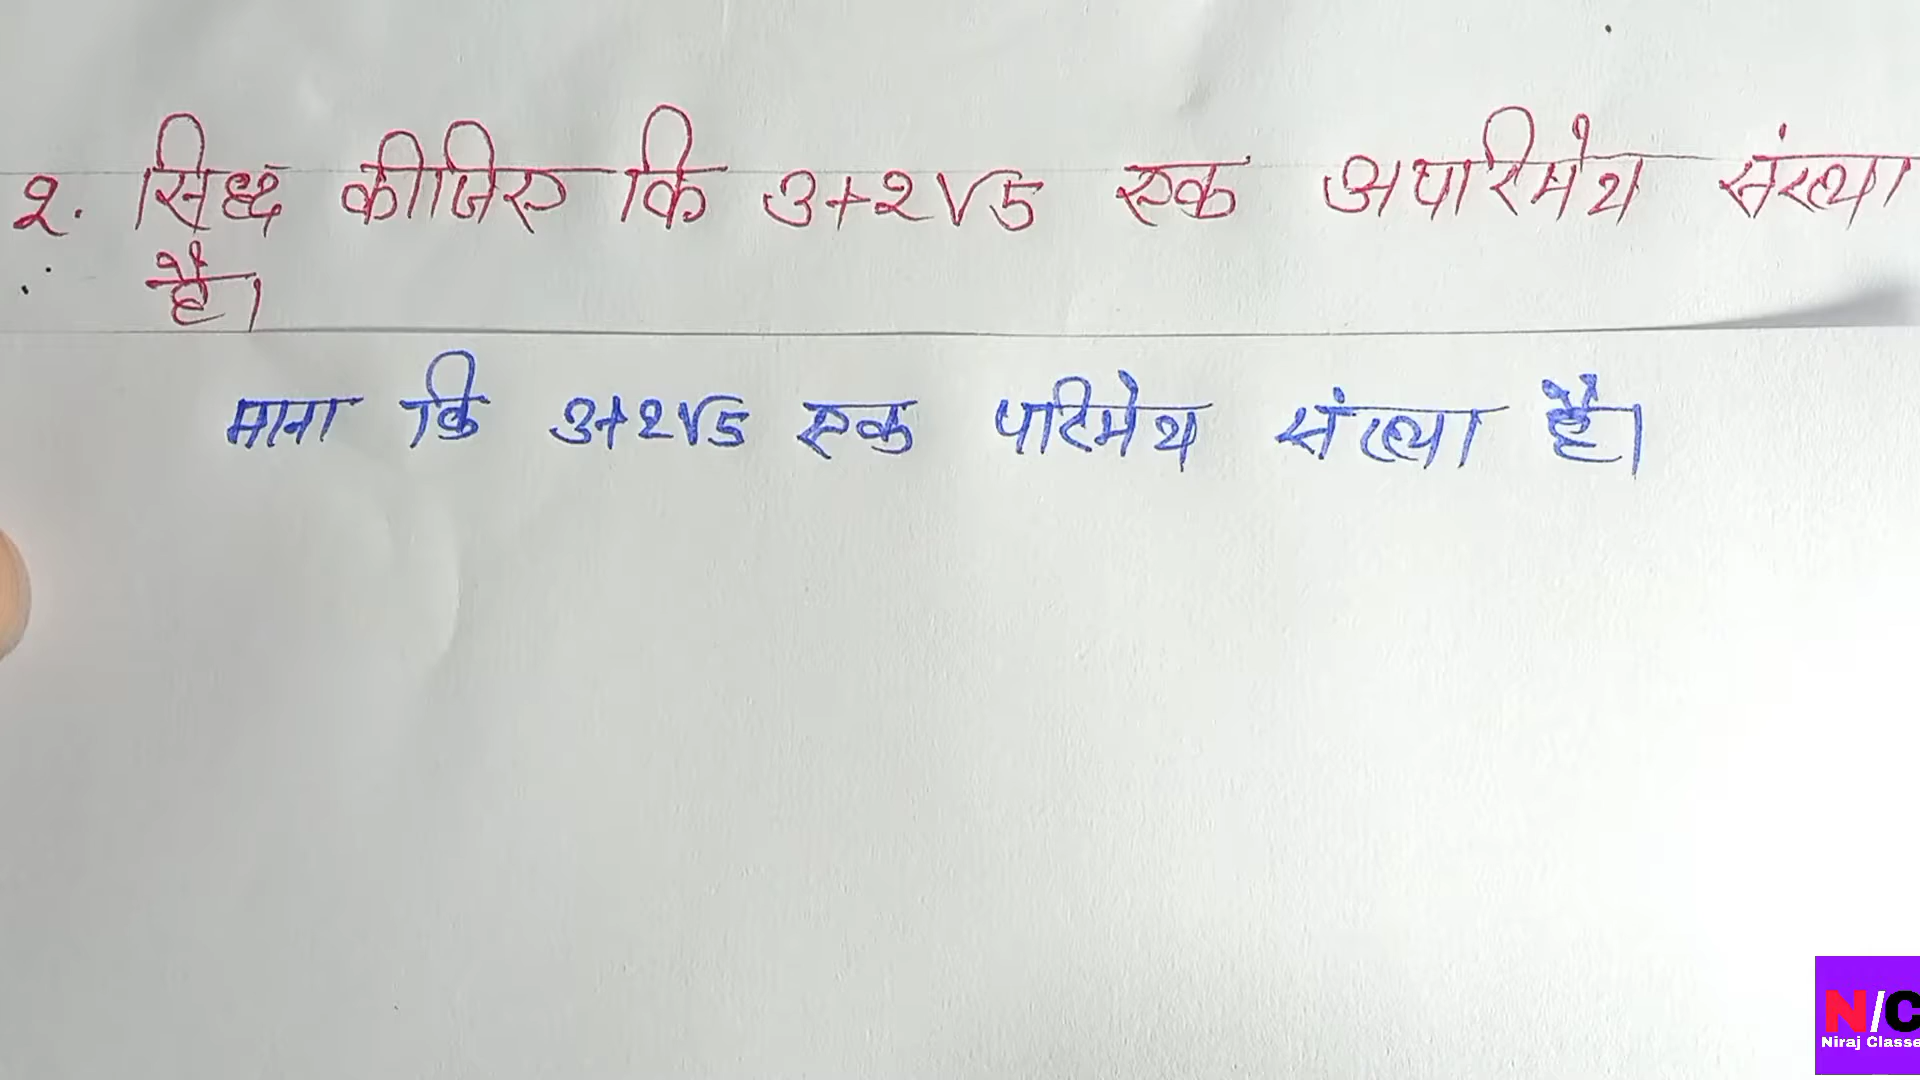 2. सिध्द कीजिए कि 3+2√5 एक अपरिमेय संख्या
है।
माना कि 3+2√5 एक परिमेय संख्या है।
N/C
Niraj Classe